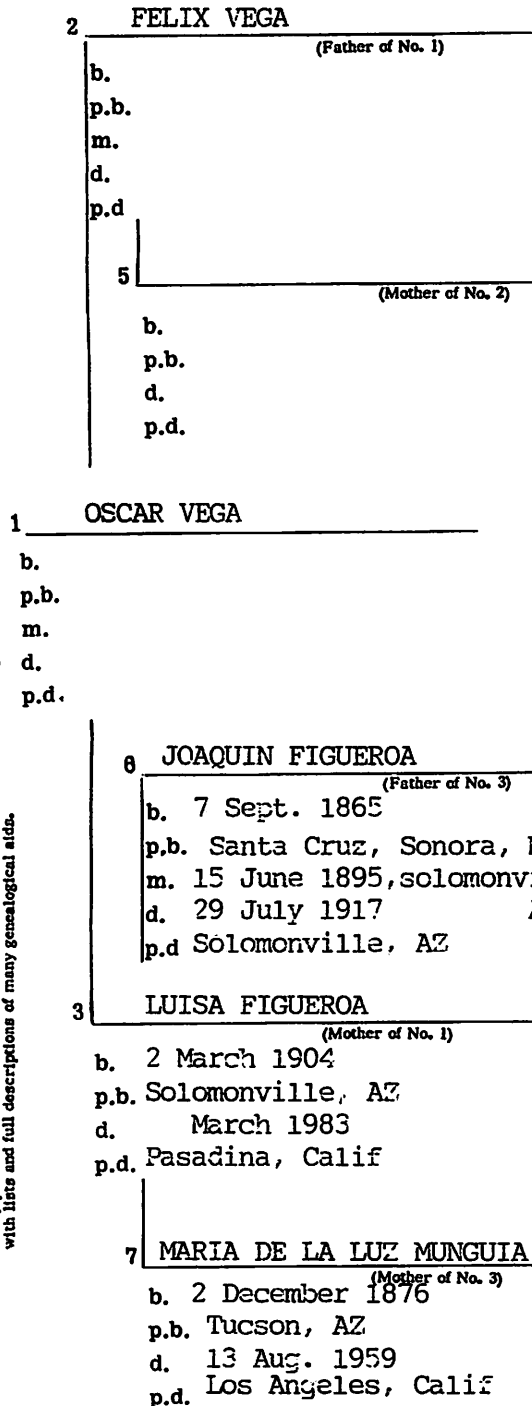 2 FELIX VEGA
(Father of No. 1)
b.
p.b.
m.
d.
p.d
5
(Mother of No. 2)
b.
p.b.
d.
p.d.
1 OSCAR VEGA
b.
p.b.
m.
d.
p.d.
6 JOAQUIN FIGUEROA
(Father of No. 3)
b. 7 Sept. 1865
p.b. Santa Cruz, Sonora,
m. 15 June 1895, solomonvi
d. 29 July 1917
p.d Solomonville, AZ
3 LUISA FIGUEROA
(Mother of No. 1)
b. 2 March 1904
p.b. Solomonville, AZ
d. March 1983
p.d. Pasadina, Calif
7 MARIA DE LA LUZ MUNGUIA
(Mother of No. 3)
b. 2 December 1876
p.b. Tucson, AZ
d. 13 Aug. 1959
p.d. Los Angeles, Calif
with lists and full descriptions of many genealogical aids.